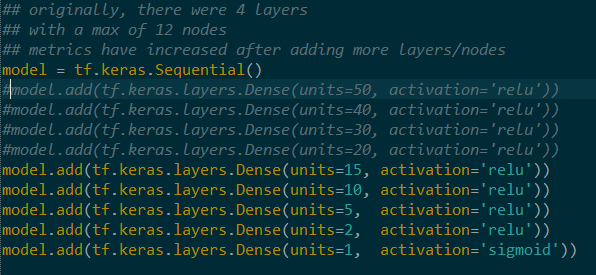 ## originally, there were 4 layers
## with a max of 12 nodes
## metrics have increased after adding more layers/nodes
model = tf.keras.Sequential()
#model.add(tf.keras.layers.Dense(units=50, activation='relu'))
#model.add(tf.keras.layers.Dense(units=40, activation='relu'))
#model.add(tf.keras.layers.Dense(units=30, activation='relu'))
#model.add(tf.keras.layers.Dense(units=20, activation='relu'))
model.add(tf.keras.layers.Dense(units=15, activation='relu'))
model.add(tf.keras.layers.Dense(units=10, activation='relu'))
model.add(tf.keras.layers.Dense(units=5,  activation='relu'))
model.add(tf.keras.layers.Dense(units=2,  activation='relu'))
model.add(tf.keras.layers.Dense(units=1,  activation='sigmoid'))